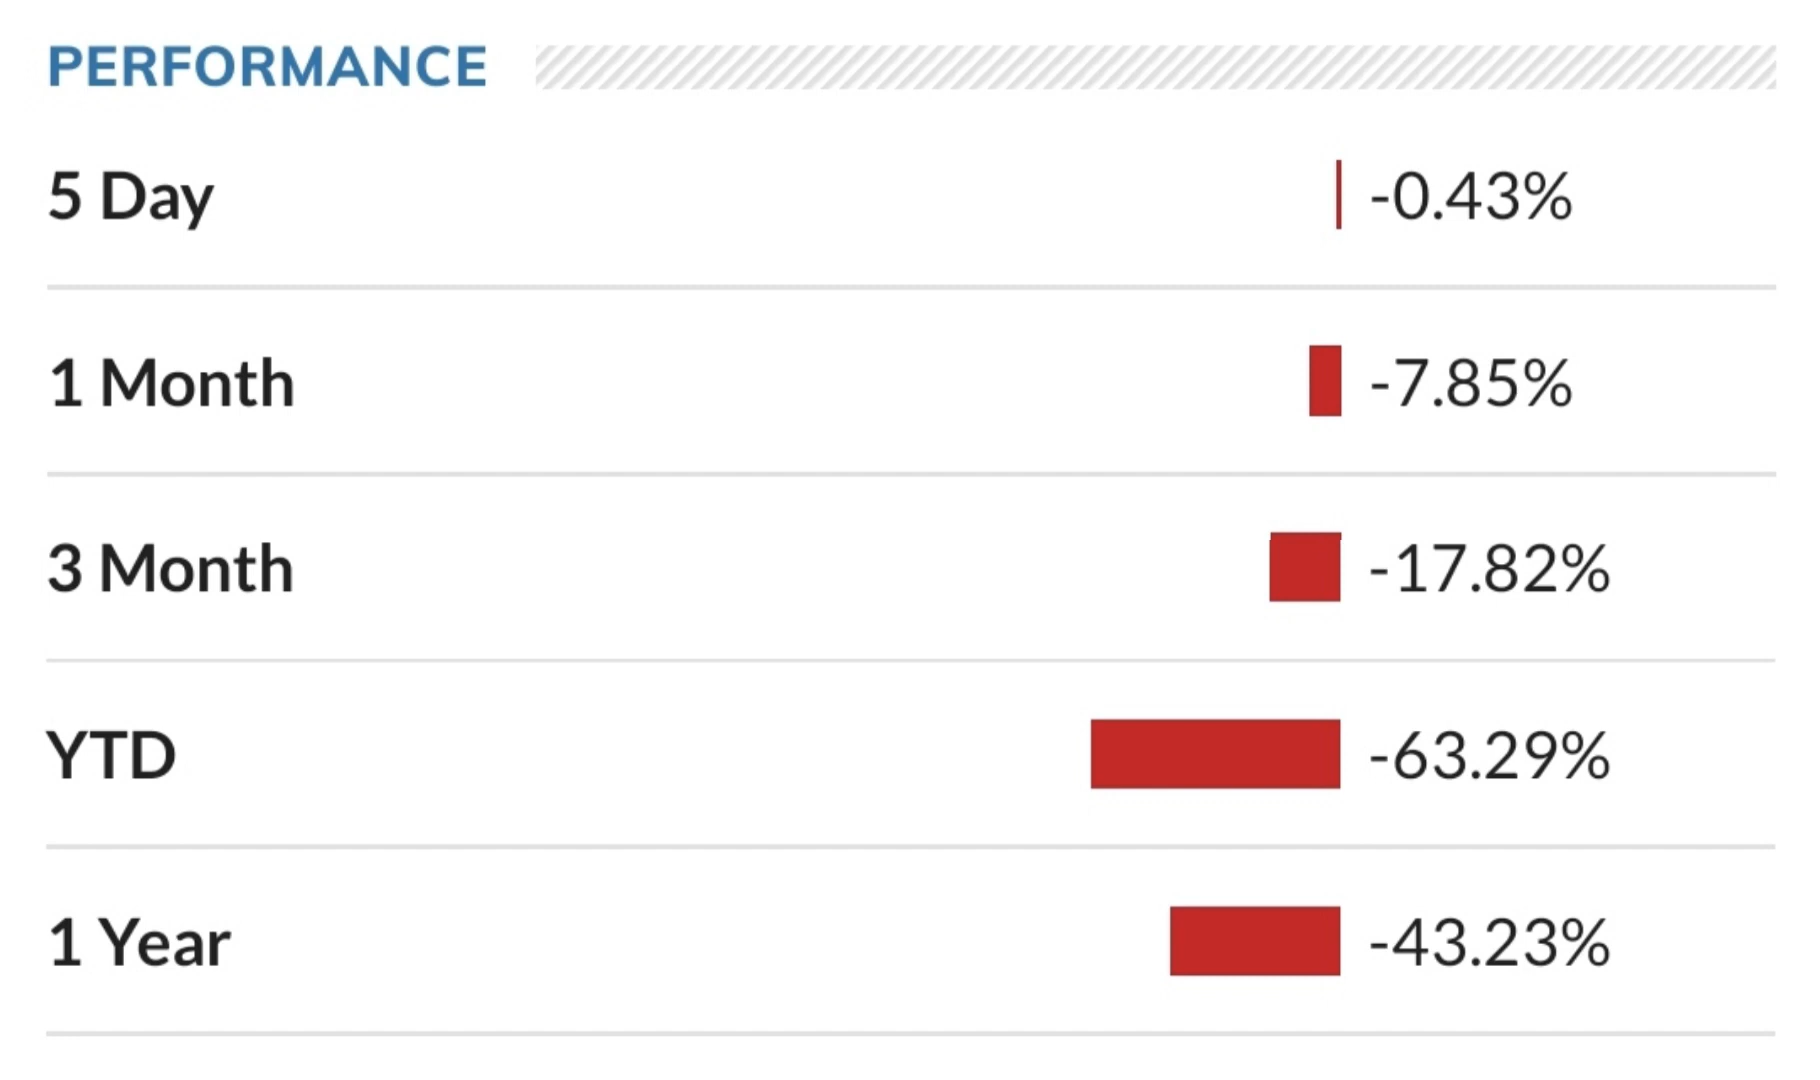 PERFORMANCE
5 Day -0.43%
1 Month -7.85%
3 Month -17.82%
YTD -63.29%
1 Year -43.23%